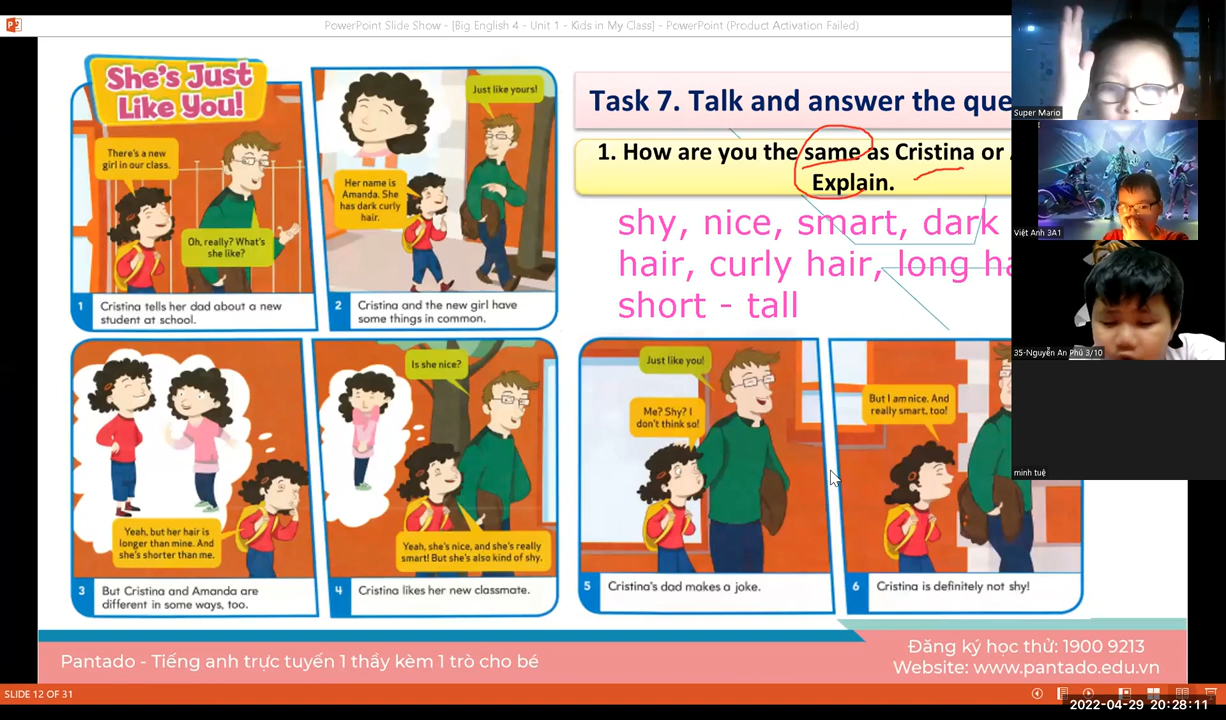 PowerPoint Slide Show - [Big English 4 - Unit 1 - Kids in My Class] - PowerPoint (Product Activation Failed)
She's Just
Like You!
There's a new
girl in our class.
Oh, really? What's
she like?
1 Cristina tells her dad about a new
student at school.
Just like yours!
Her name is
Amanda. She
has dark curly
hair.
2 Cristina and the new girl have
some things in common.
Task 7. Talk and answer the que
1. How are you the same as Cristina or
Explain.
shy, nice, smart, dark
hair, curly hair, long ha
short - tall
Yeah, but her hair is
longer than mine. And
she's shorter than me.
3 But Cristina and Amanda are
different in some ways, too.
Is she nice?
Yeah, she's nice, and she's really
smart! But she's also kind of shy.
4 Cristina likes her new classmate.
Just like you!
Me? Shy? I
don't think so!
5 Cristina's dad makes a joke.
But I am nice. And
really smart, too!
6 Cristina is definitely not shy!
Super Mario
Việt Anh 3A1
35-Nguyễn An Phú 3/10
minh tuệ
Pantado - Tiếng anh trực tuyến 1 thầy kèm 1 trò cho bé
Đăng ký học thử: 1900 9213
Website: www.pantado.edu.vn
SLIDE 12 OF 31
2022-04-29 20:28:11